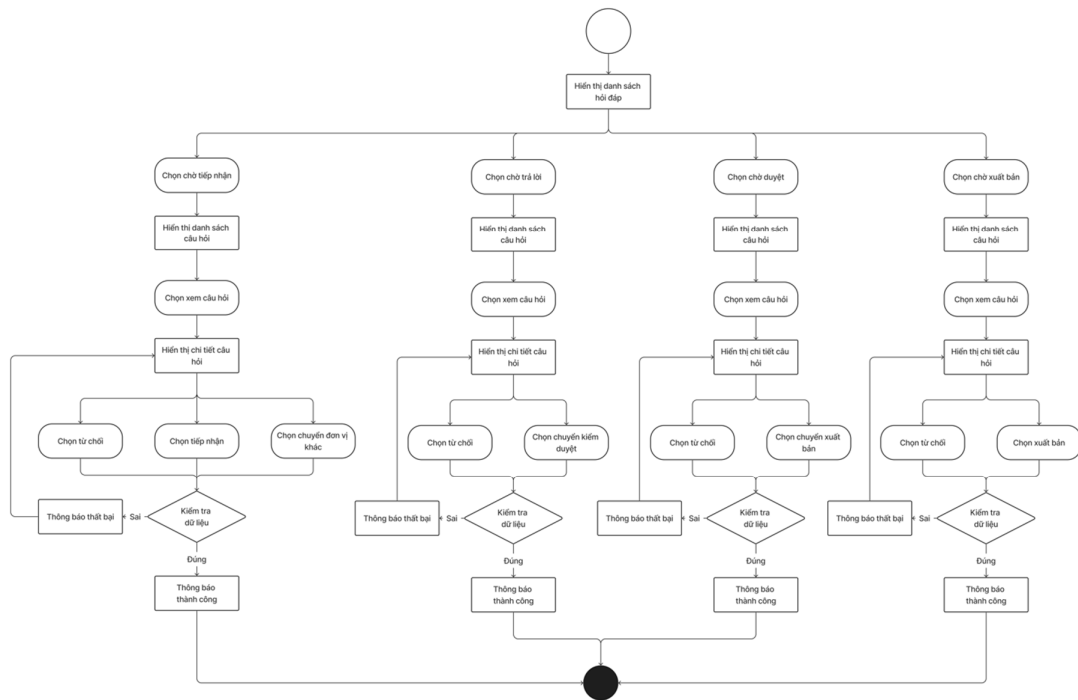 Hiển thị danh sách
hỏi đáp
Chọn chờ tiếp nhận
Hiển thị danh sách
câu hỏi
Chọn xem câu hỏi
Hiển thị chi tiết câu
hỏi
Chọn từ chối
Chọn tiếp nhận
Chọn chuyển đơn vị
khác
Kiểm tra
dữ liệu
Sai
Thông báo thất bại
Đúng
Thông báo
thành công
Chọn chờ trả lời
Hiển thị danh sách
câu hỏi
Chọn xem câu hỏi
Hiển thị chi tiết câu
hỏi
Chọn từ chối
Chọn chuyển kiểm
duyệt
Kiểm tra
dữ liệu
Sai
Thông báo thất bại
Đúng
Thông báo
thành công
Chọn chờ duyệt
Hiển thị danh sách
câu hỏi
Chọn xem câu hỏi
Hiển thị chi tiết câu
hỏi
Chọn từ chối
Chọn chuyển xuất
bản
Kiểm tra
dữ liệu
Sai
Thông báo thất bại
Đúng
Thông báo
thành công
Chọn chờ xuất bản
Hiển thị danh sách
câu hỏi
Chọn xem câu hỏi
Hiển thị chi tiết câu
hỏi
Chọn từ chối
Chọn xuất bản
Kiểm tra
dữ liệu
Sai
Thông báo thất bại
Đúng
Thông báo
thành công